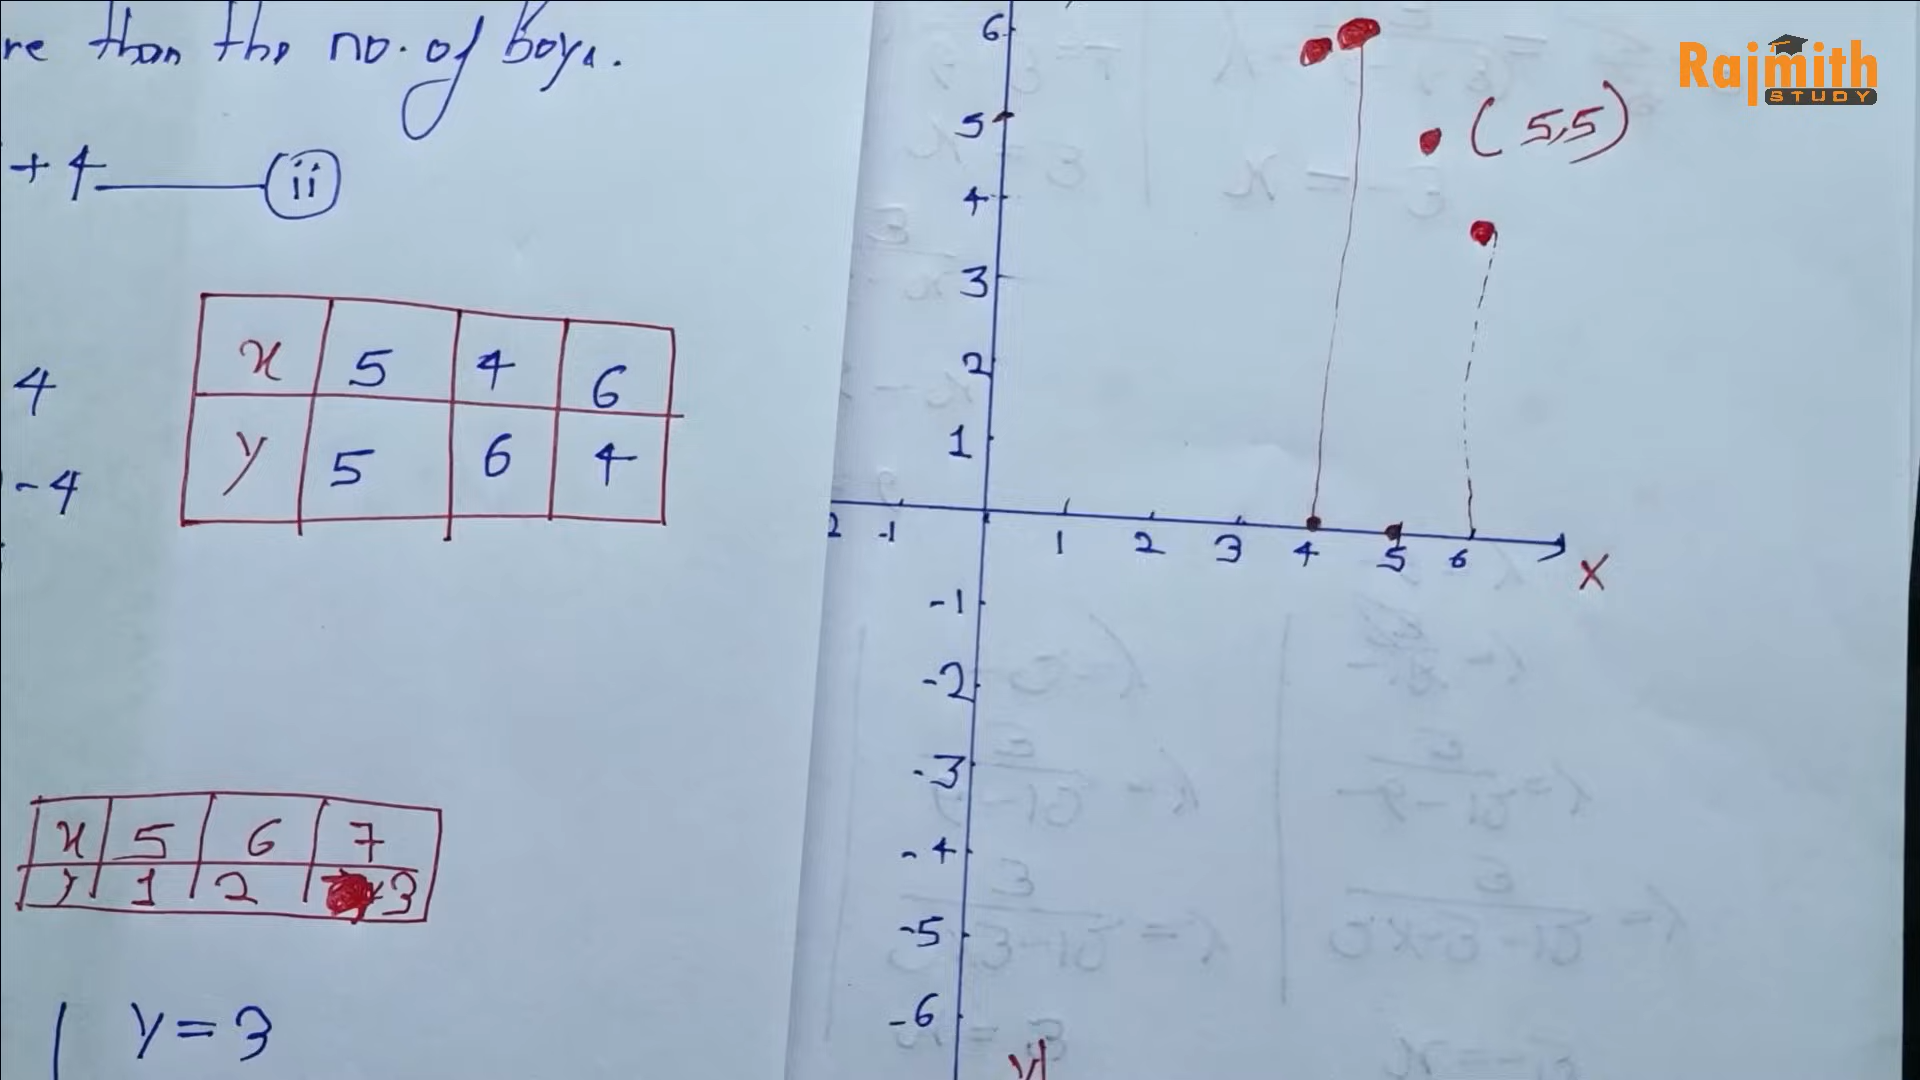 re than the no. of boys.
+ 4 (ii)
4
- 4
x 5 4 6
y 5 6 4
x 5 6 7
y 1 2 3
y = 3
6
5
4
3
2
1
2 -1 1 2 3 4 5 6
X
-1
-2
-3
-4
-5
-6
y'
(5,5)
Rajmith
STUDY